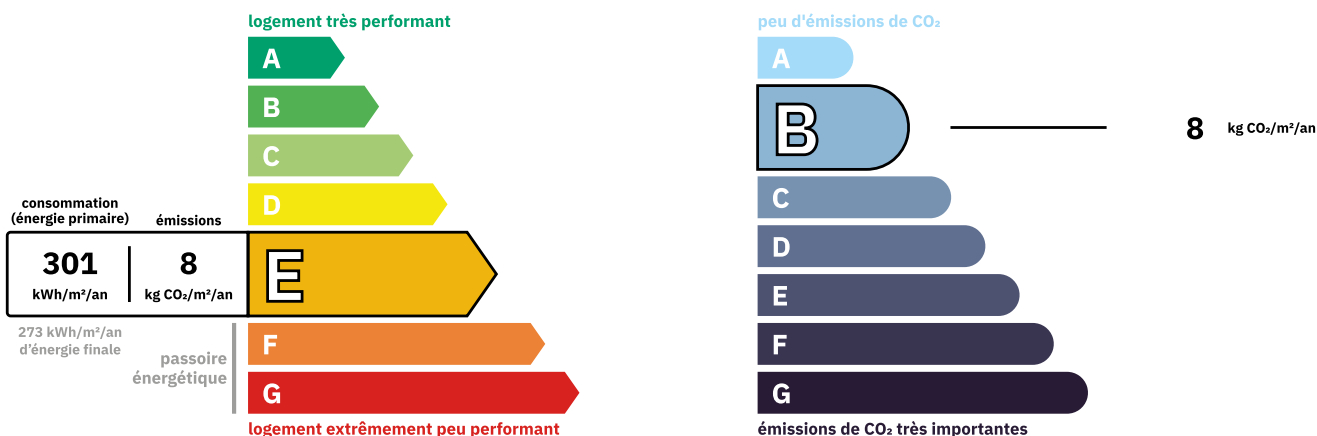 logement très performant
A
B
C
D
consommation
(énergie primaire)
émissions
301
kWh/m²/an
8
kg CO₂/m²/an
E
273 kWh/m²/an
d'énergie finale
passoire
énergétique
F
G
logement extrêmement peu performant
peu d'émissions de CO₂
A
B
8 kg CO₂/m²/an
C
D
E
F
G
émissions de CO₂ très importantes